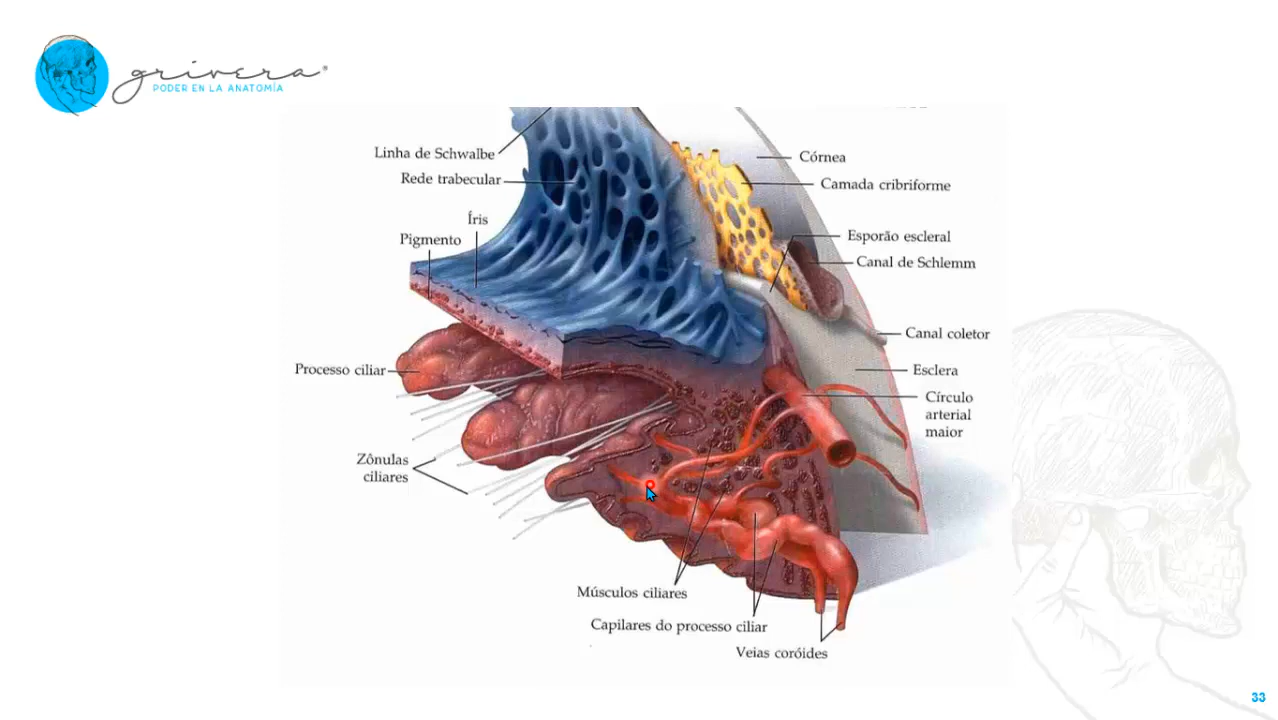 grivera®
PODER EN LA ANATOMÍA
Linha de Schwalbe
Rede trabecular
Íris
Pigmento
Processo ciliar
Zônulas
ciliares
Córnea
Camada cribriforme
Esporão escleral
Canal de Schlemm
Canal coletor
Esclera
Círculo
arterial
maior
Músculos ciliares
Capilares do processo ciliar
Veias coróides
33